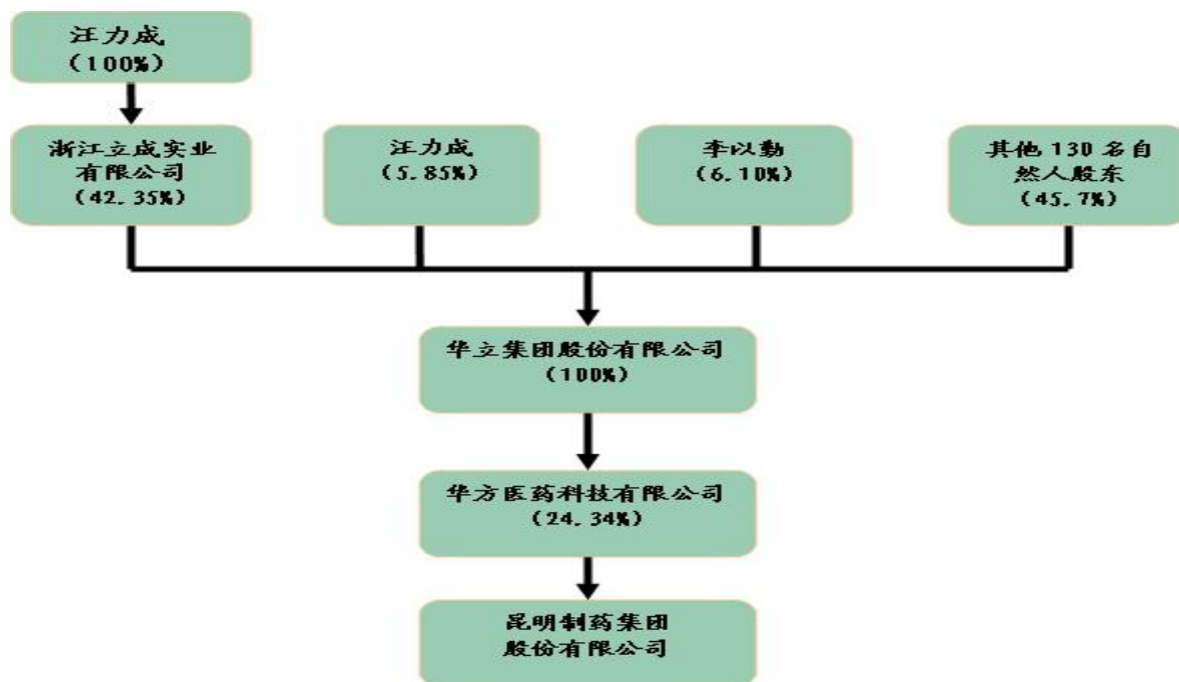 汪力成
(100%)
浙江立成实业
有限公司
(42.35%)
汪力成
(5.85%)
李以勤
(6.10%)
其他 130 名自
然人股东
(45.7%)
华立集团股份有限公司
(100%)
华方医药科技有限公司
(24.34%)
昆明制药集团
股份有限公司